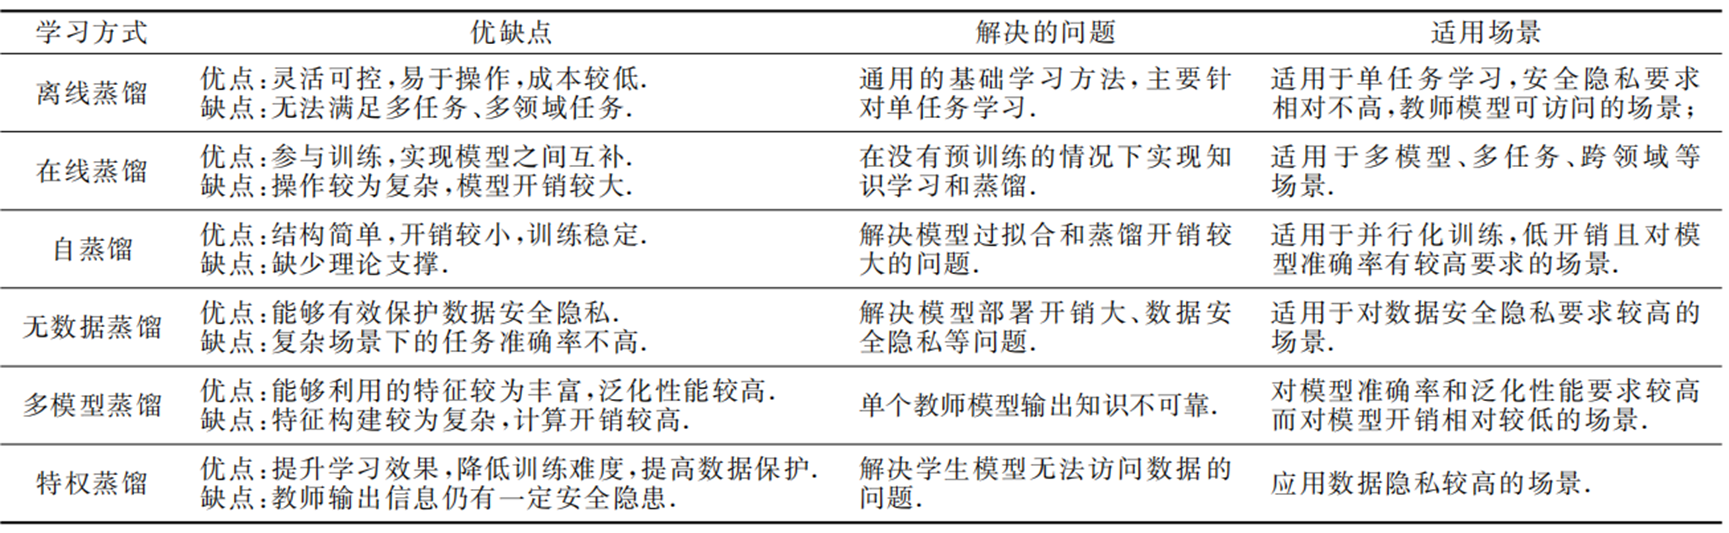 学习方式 优缺点 解决的问题 适用场景
离线蒸馏
优点:灵活可控,易于操作,成本较低.
缺点:无法满足多任务、多领域任务.
通用的基础学习方法,主要针
对单任务学习.
适用于单任务学习,安全隐私要求
相对不高,教师模型可访问的场景;
在线蒸馏
优点:参与训练,实现模型之间互补.
缺点:操作较为复杂,模型开销较大.
在没有预训练的情况下实现知
识学习和蒸馏.
适用于多模型、多任务、跨领域等
场景.
自蒸馏
优点:结构简单,开销较小,训练稳定.
缺点:缺少理论支撑.
解决模型过拟合和蒸馏开销较
大的问题.
适用于并行化训练,低开销且对模
型准确率有较高要求的场景.
无数据蒸馏
优点:能够有效保护数据安全隐私.
缺点:复杂场景下的任务准确率不高.
解决模型部署开销大、数据安
全隐私等问题.
适用于对数据安全隐私要求较高的
场景.
多模型蒸馏
优点:能够利用的特征较为丰富,泛化性能较高.
缺点:特征构建较为复杂,计算开销较高.
单个教师模型输出知识不可靠.
对模型准确率和泛化性能要求较高
而对模型开销相对较低的场景.
特权蒸馏
优点:提升学习效果,降低训练难度,提高数据保护.
缺点:教师输出信息仍有一定安全隐患.
解决学生模型无法访问数据的
问题.
应用数据隐私较高的场景.